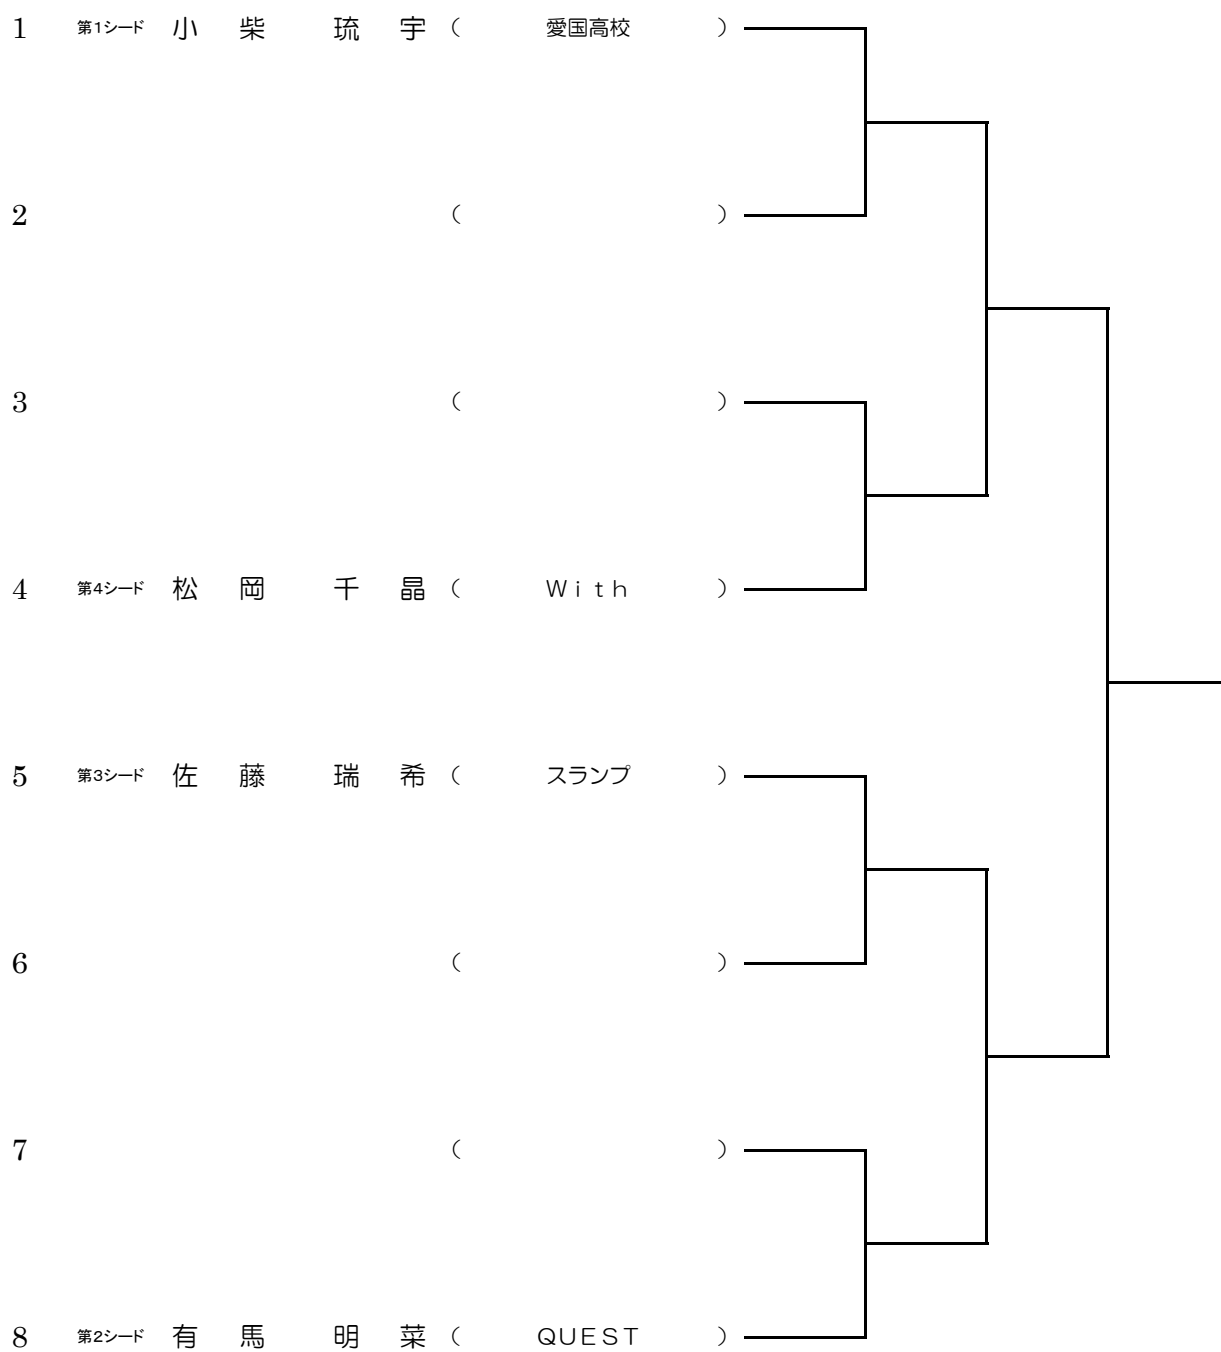 1 第1シード 小 柴 琉 宇 ( 愛国高校 )
2 ( )
3 ( )
4 第4シード 松 岡 千 晶 ( Ｗｉｔｈ )
5 第3シード 佐 藤 瑞 希 ( スランプ )
6 ( )
7 ( )
8 第2シード 有 馬 明 菜 ( ＱＵＥＳＴ )